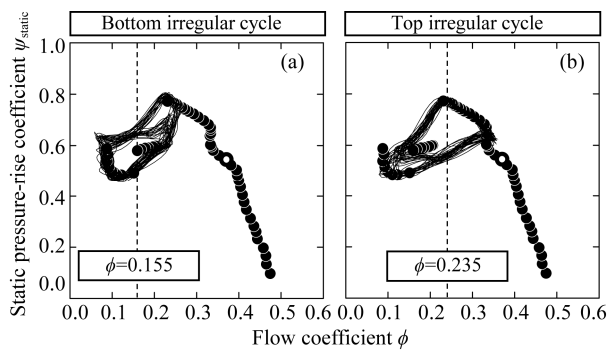 Bottom irregular cycle
Top irregular cycle
Static pressure-rise coefficient ψstatic
1.0
0.8
0.6
0.4
0.2
0.0
(a)
(b)
ϕ=0.155
ϕ=0.235
0.0 0.1 0.2 0.3 0.4 0.5 0.6
0.0 0.1 0.2 0.3 0.4 0.5 0.6
Flow coefficient ϕ